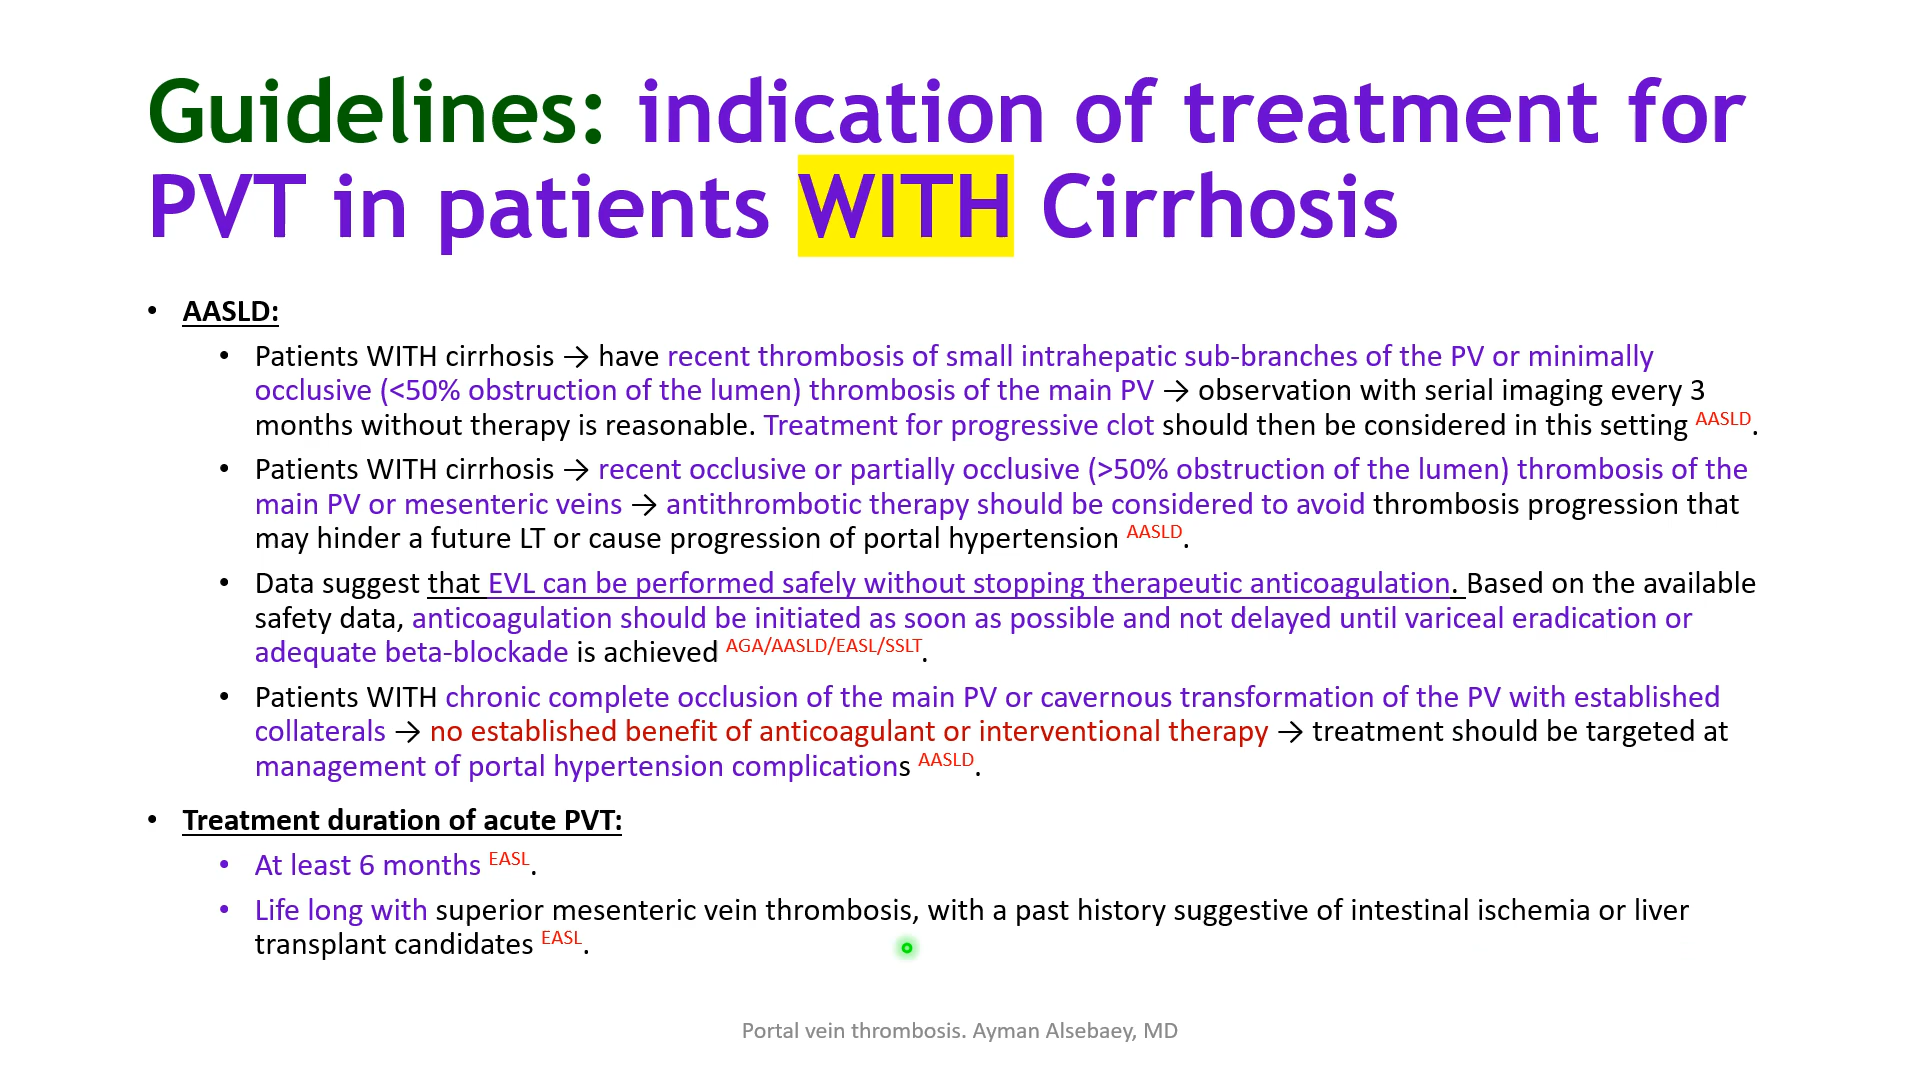 Guidelines: indication of treatment for
PVT in patients WITH Cirrhosis
• AASLD:
• Patients WITH cirrhosis → have recent thrombosis of small intrahepatic sub-branches of the PV or minimally
occlusive (<50% obstruction of the lumen) thrombosis of the main PV → observation with serial imaging every 3
months without therapy is reasonable. Treatment for progressive clot should then be considered in this setting AASLD.
• Patients WITH cirrhosis → recent occlusive or partially occlusive (>50% obstruction of the lumen) thrombosis of the
main PV or mesenteric veins → antithrombotic therapy should be considered to avoid thrombosis progression that
may hinder a future LT or cause progression of portal hypertension AASLD.
• Data suggest that EVL can be performed safely without stopping therapeutic anticoagulation. Based on the available
safety data, anticoagulation should be initiated as soon as possible and not delayed until variceal eradication or
adequate beta-blockade is achieved AGA/AASLD/EASL/SSLT.
• Patients WITH chronic complete occlusion of the main PV or cavernous transformation of the PV with established
collaterals → no established benefit of anticoagulant or interventional therapy → treatment should be targeted at
management of portal hypertension complications AASLD.
• Treatment duration of acute PVT:
• At least 6 months EASL.
• Life long with superior mesenteric vein thrombosis, with a past history suggestive of intestinal ischemia or liver
transplant candidates EASL.
Portal vein thrombosis. Ayman Alsebaey, MD